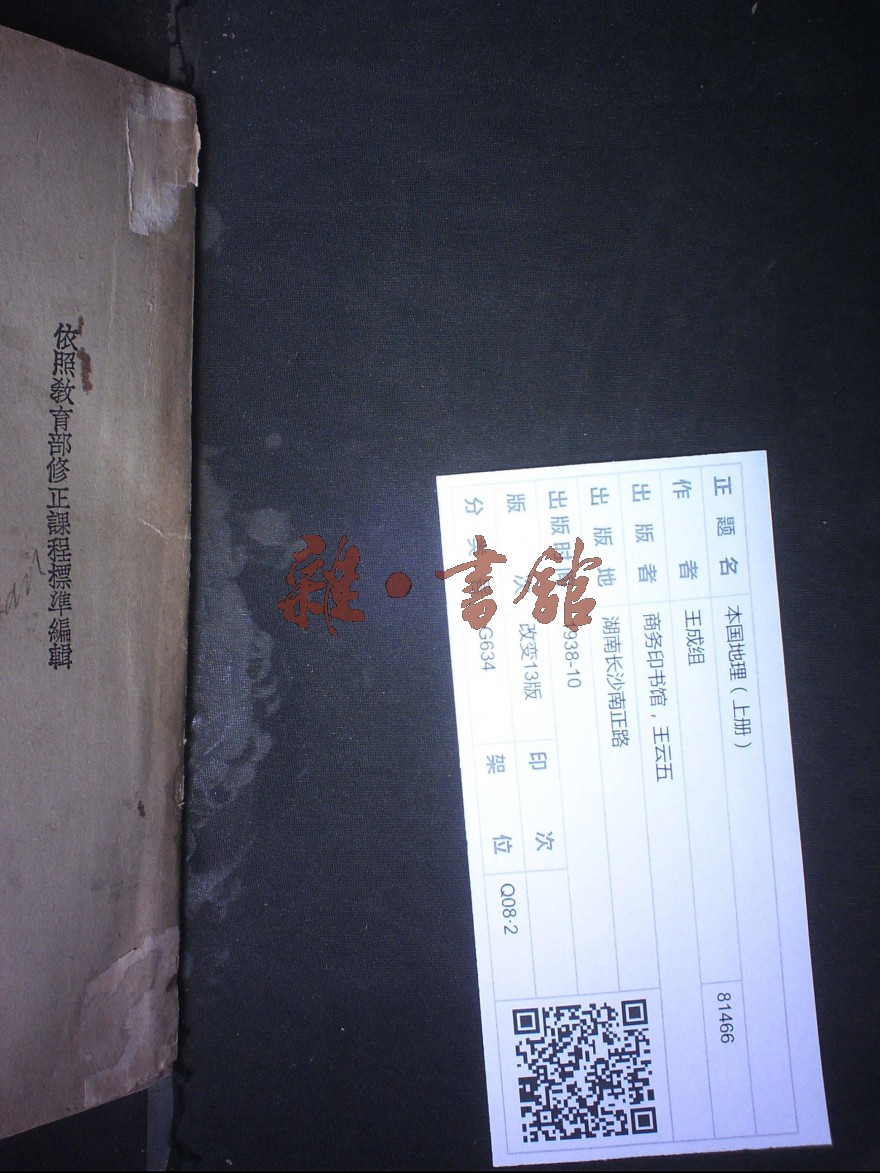 依照教育部修正課程標準編輯
正题名 本国地理（上册） 81466
作者 王成组
出版者 商务印书馆，王云五
出版地 湖南长沙南正路
出版时 938-10
版次 改变13版 印次
分 G634 架位 Q08·2
雜·書館